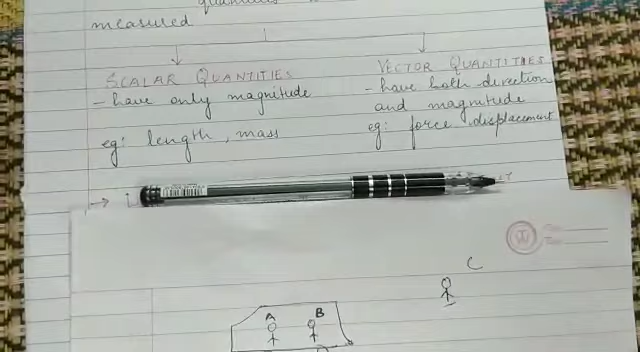 measured
SCALAR QUANTITIES
- have only magnitude
eg: length, mass
VECTOR QUANTITIES
- have both direction
and magnitude
eg: force, displacement
C
A B